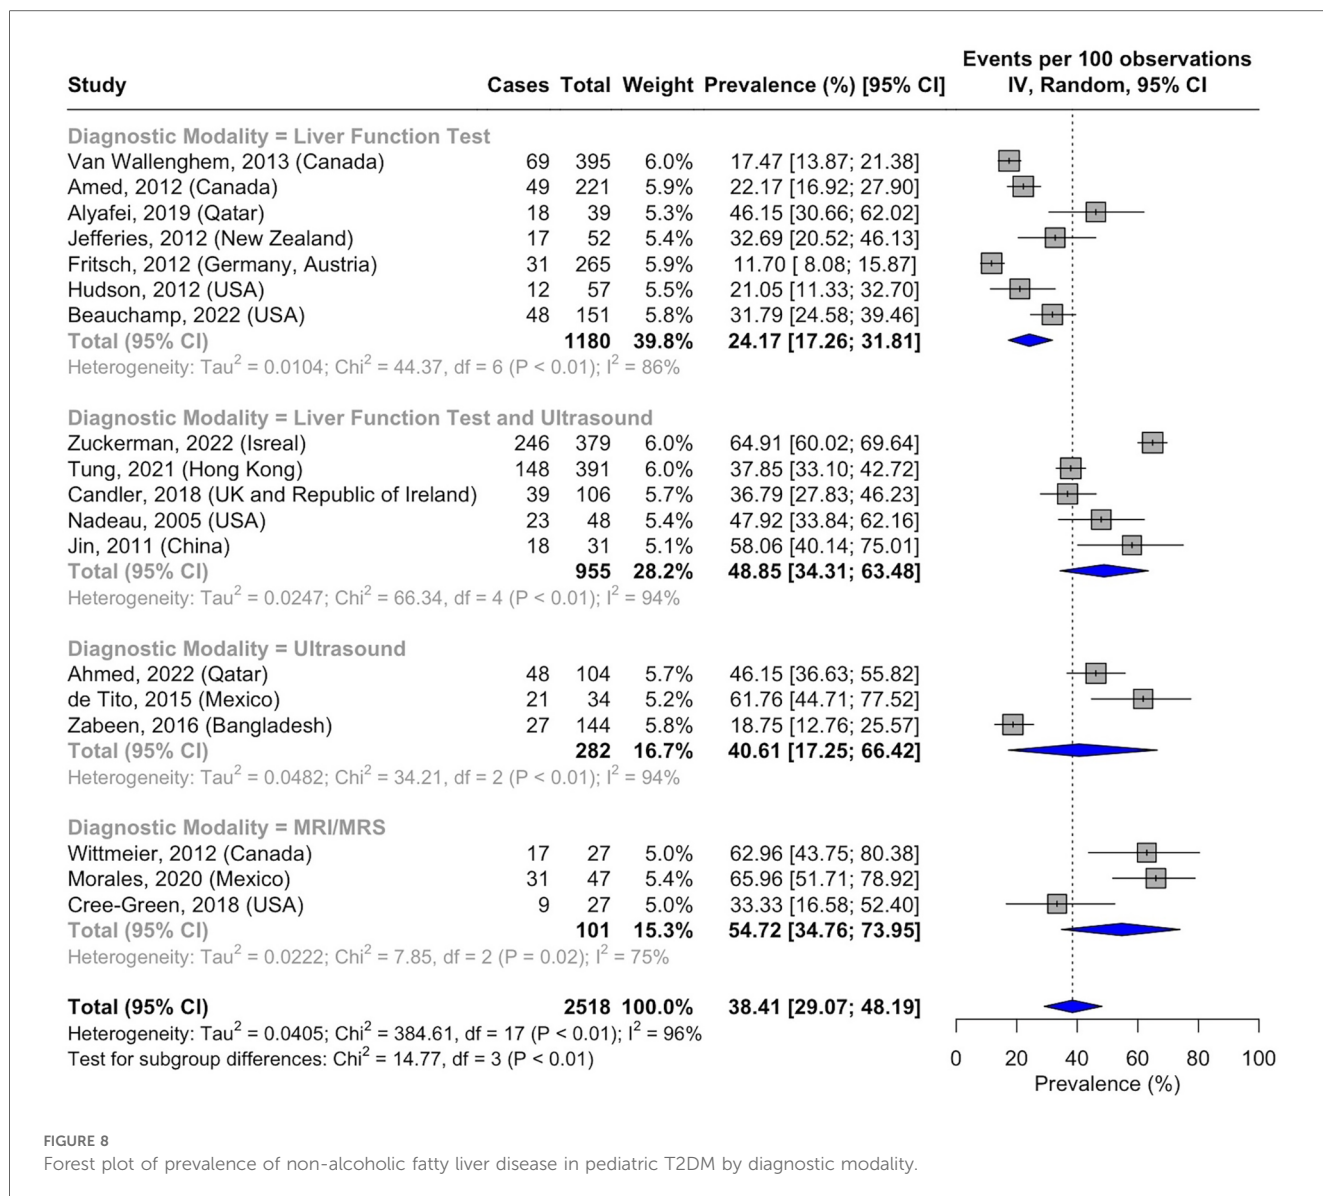 Events per 100 observations
Study Cases Total Weight Prevalence (%) [95% CI] IV, Random, 95% CI
Diagnostic Modality = Liver Function Test
Van Wallenghem, 2013 (Canada) 69 395 6.0% 17.47 [13.87; 21.38]
Amed, 2012 (Canada) 49 221 5.9% 22.17 [16.92; 27.90]
Alyafei, 2019 (Qatar) 18 39 5.3% 46.15 [30.66; 62.02]
Jefferies, 2012 (New Zealand) 17 52 5.4% 32.69 [20.52; 46.13]
Fritsch, 2012 (Germany, Austria) 31 265 5.9% 11.70 [ 8.08; 15.87]
Hudson, 2012 (USA) 12 57 5.5% 21.05 [11.33; 32.70]
Beauchamp, 2022 (USA) 48 151 5.8% 31.79 [24.58; 39.46]
Total (95% CI) 1180 39.8% 24.17 [17.26; 31.81]
Heterogeneity: Tau² = 0.0104; Chi² = 44.37, df = 6 (P < 0.01); I² = 86%
Diagnostic Modality = Liver Function Test and Ultrasound
Zuckerman, 2022 (Isreal) 246 379 6.0% 64.91 [60.02; 69.64]
Tung, 2021 (Hong Kong) 148 391 6.0% 37.85 [33.10; 42.72]
Candler, 2018 (UK and Republic of Ireland) 39 106 5.7% 36.79 [27.83; 46.23]
Nadeau, 2005 (USA) 23 48 5.4% 47.92 [33.84; 62.16]
Jin, 2011 (China) 18 31 5.1% 58.06 [40.14; 75.01]
Total (95% CI) 955 28.2% 48.85 [34.31; 63.48]
Heterogeneity: Tau² = 0.0247; Chi² = 66.34, df = 4 (P < 0.01); I² = 94%
Diagnostic Modality = Ultrasound
Ahmed, 2022 (Qatar) 48 104 5.7% 46.15 [36.63; 55.82]
de Tito, 2015 (Mexico) 21 34 5.2% 61.76 [44.71; 77.52]
Zabeen, 2016 (Bangladesh) 27 144 5.8% 18.75 [12.76; 25.57]
Total (95% CI) 282 16.7% 40.61 [17.25; 66.42]
Heterogeneity: Tau² = 0.0482; Chi² = 34.21, df = 2 (P < 0.01); I² = 94%
Diagnostic Modality = MRI/MRS
Wittmeier, 2012 (Canada) 17 27 5.0% 62.96 [43.75; 80.38]
Morales, 2020 (Mexico) 31 47 5.4% 65.96 [51.71; 78.92]
Cree-Green, 2018 (USA) 9 27 5.0% 33.33 [16.58; 52.40]
Total (95% CI) 101 15.3% 54.72 [34.76; 73.95]
Heterogeneity: Tau² = 0.0222; Chi² = 7.85, df = 2 (P = 0.02); I² = 75%
Total (95% CI) 2518 100.0% 38.41 [29.07; 48.19]
Heterogeneity: Tau² = 0.0405; Chi² = 384.61, df = 17 (P < 0.01); I² = 96%
Test for subgroup differences: Chi² = 14.77, df = 3 (P < 0.01)
0 20 40 60 80 100
Prevalence (%)
FIGURE 8
Forest plot of prevalence of non-alcoholic fatty liver disease in pediatric T2DM by diagnostic modality.